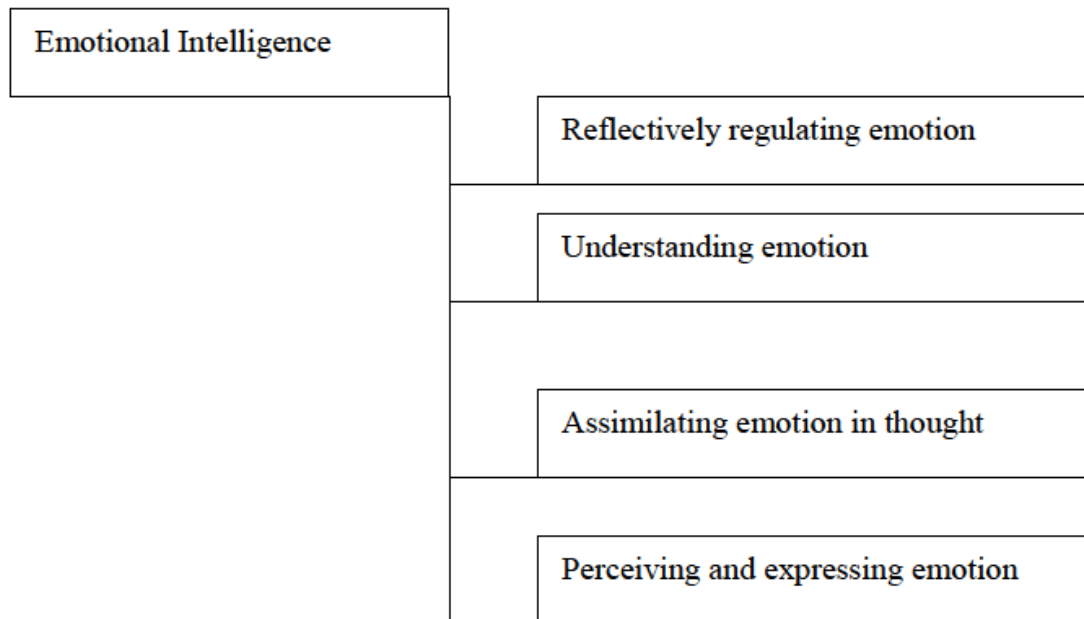 Emotional Intelligence
Reflectively regulating emotion
Understanding emotion
Assimilating emotion in thought
Perceiving and expressing emotion